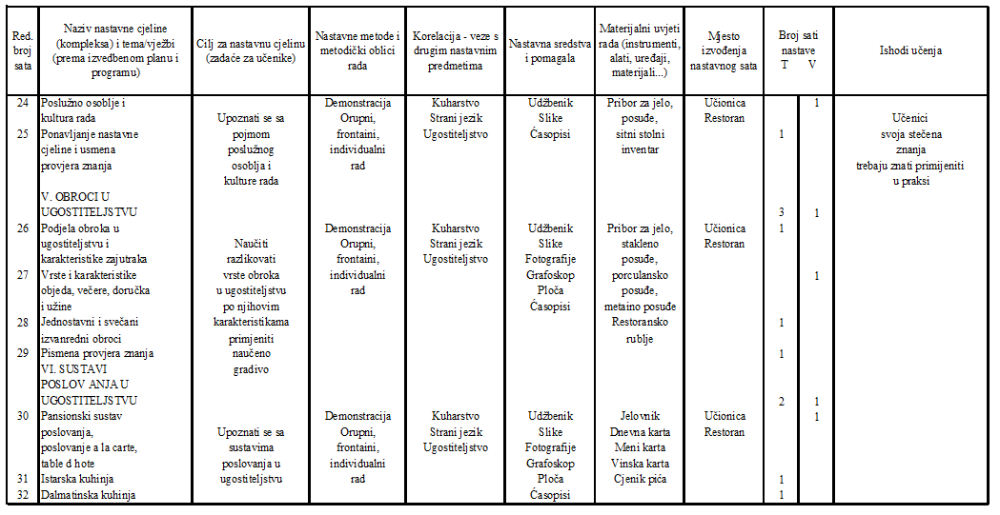 Red. broj sata | Naziv nastavne cjeline (kompleksa) i tema/vježbi (prema izvedbenom planu i programu) | Cilj za nastavnu cjelinu (zadaće za učenike) | Nastavne metode i metodički oblici rada | Korelacija - veze s drugim nastavnim predmetima | Nastavna sredstva i pomagala | Materijalni uvjeti rada (instrumenti, alati, uređaji, materijali...) | Mjesto izvođenja nastavnog sata | Broj sati nastave T V | Ishodi učenja
24 | Poslužno osoblje i | Demonstracija | Kuharstvo | Udžbenik | Pribor za jelo, | Učionica | 1
kultura rada | Upoznati se sa | Orupni, | Strani jezik | Slike | posuđe, | Restoran | Učenici
25 | Ponavljanje nastavne | pojmom | frontaini, | Ugostiteljstvo | Ćasopisi | sitni stolni | 1 | svoja stečena
cjeline i usmena | poslužnog | individualni | inventar | znanja
provjera znanja | osoblja i | rad | trebaju znati primijeniti
kulture rada | u praksi
V. OBROCI U
UGOSTITELJSTVU | 3 | 1
26 | Podjela obroka u | Demonstracija | Kuharstvo | Udžbenik | Pribor za jelo, | Učionica | 1
ugostiteljstvu i | Naučiti | Orupni, | Strani jezik | Slike | stakleno | Restoran
karakteristike zajutraka | razlikovati | frontaini, | Ugostiteljstvo | Fotografije | posuđe,
27 | Vrste i karakteristike | vrste obroka | individualni | Grafoskop | porculansko | 1
objeda, večere, doručka | u ugostiteljstvu | rad | Ploča | posuđe,
i užine | po njihovim | Ćasopisi | metaino posuđe
28 | Jednostavni i svečani | karakteristikama | Restoransko | 1
izvanredni obroci | primjeniti | rublje
29 | Pismena provjera znanja | naučeno | 1
VI. SUSTAVI | gradivo
POSLOV ANJA U
UGOSTITELJSTVU | 2 | 1
30 | Pansionski sustav | Demonstracija | Kuharstvo | Udžbenik | Jelovnik | Učionica | 1
poslovanja, | Upoznati se sa | Orupni, | Strani jezik | Slike | Dnevna karta | Restoran
poslovanje a la carte, | sustavima | frontaini, | Ugostiteljstvo | Fotografije | Meni karta
table d hote | poslovanja u | individualni | Grafoskop | Vinska karta
31 | Istarska kuhinja | ugostiteljstvu | rad | Ploča | Cjenik pića | 1
32 | Dalmatinska kuhinja | Ćasopisi | 1